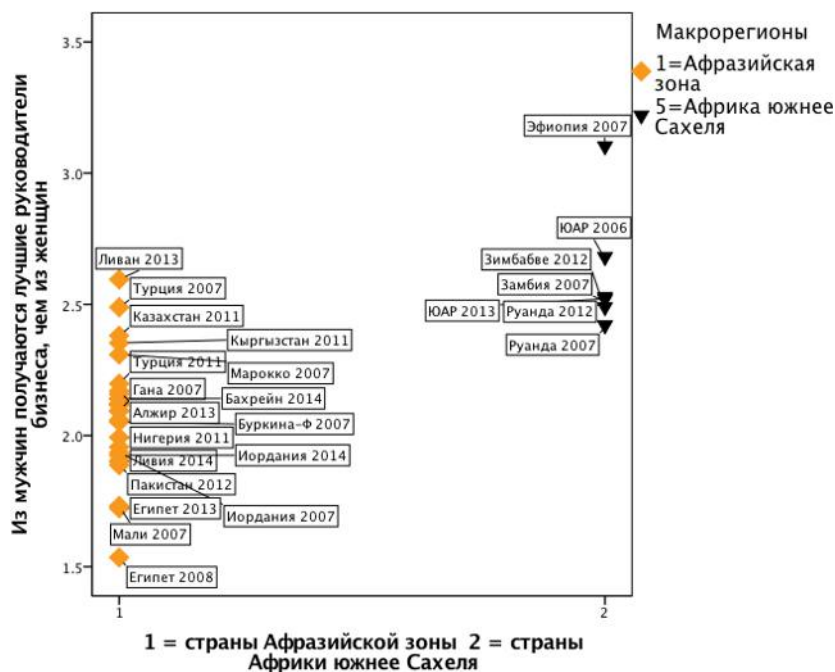 Макрорегионы
1=Афразийская
зона
5=Африка южнее
Сахеля
Из мужчин получаются лучшие руководители
бизнеса, чем из женщин
3.5
3.0
2.5
2.0
1.5
Эфиопия 2007
ЮАР 2006
Ливан 2013
Зимбабве 2012
Турция 2007
Замбия 2007
Казахстан 2011
ЮАР 2013
Руанда 2012
Кыргызстан 2011
Руанда 2007
Турция 2011
Марокко 2007
Гана 2007
Бахрейн 2014
Алжир 2013
Буркина-Ф 2007
Нигерия 2011
Иордания 2014
Ливия 2014
Пакистан 2012
Египет 2013
Иордания 2007
Мали 2007
Египет 2008
1
2
1 = страны Афразийской зоны 2 = страны
Африки южнее Сахеля